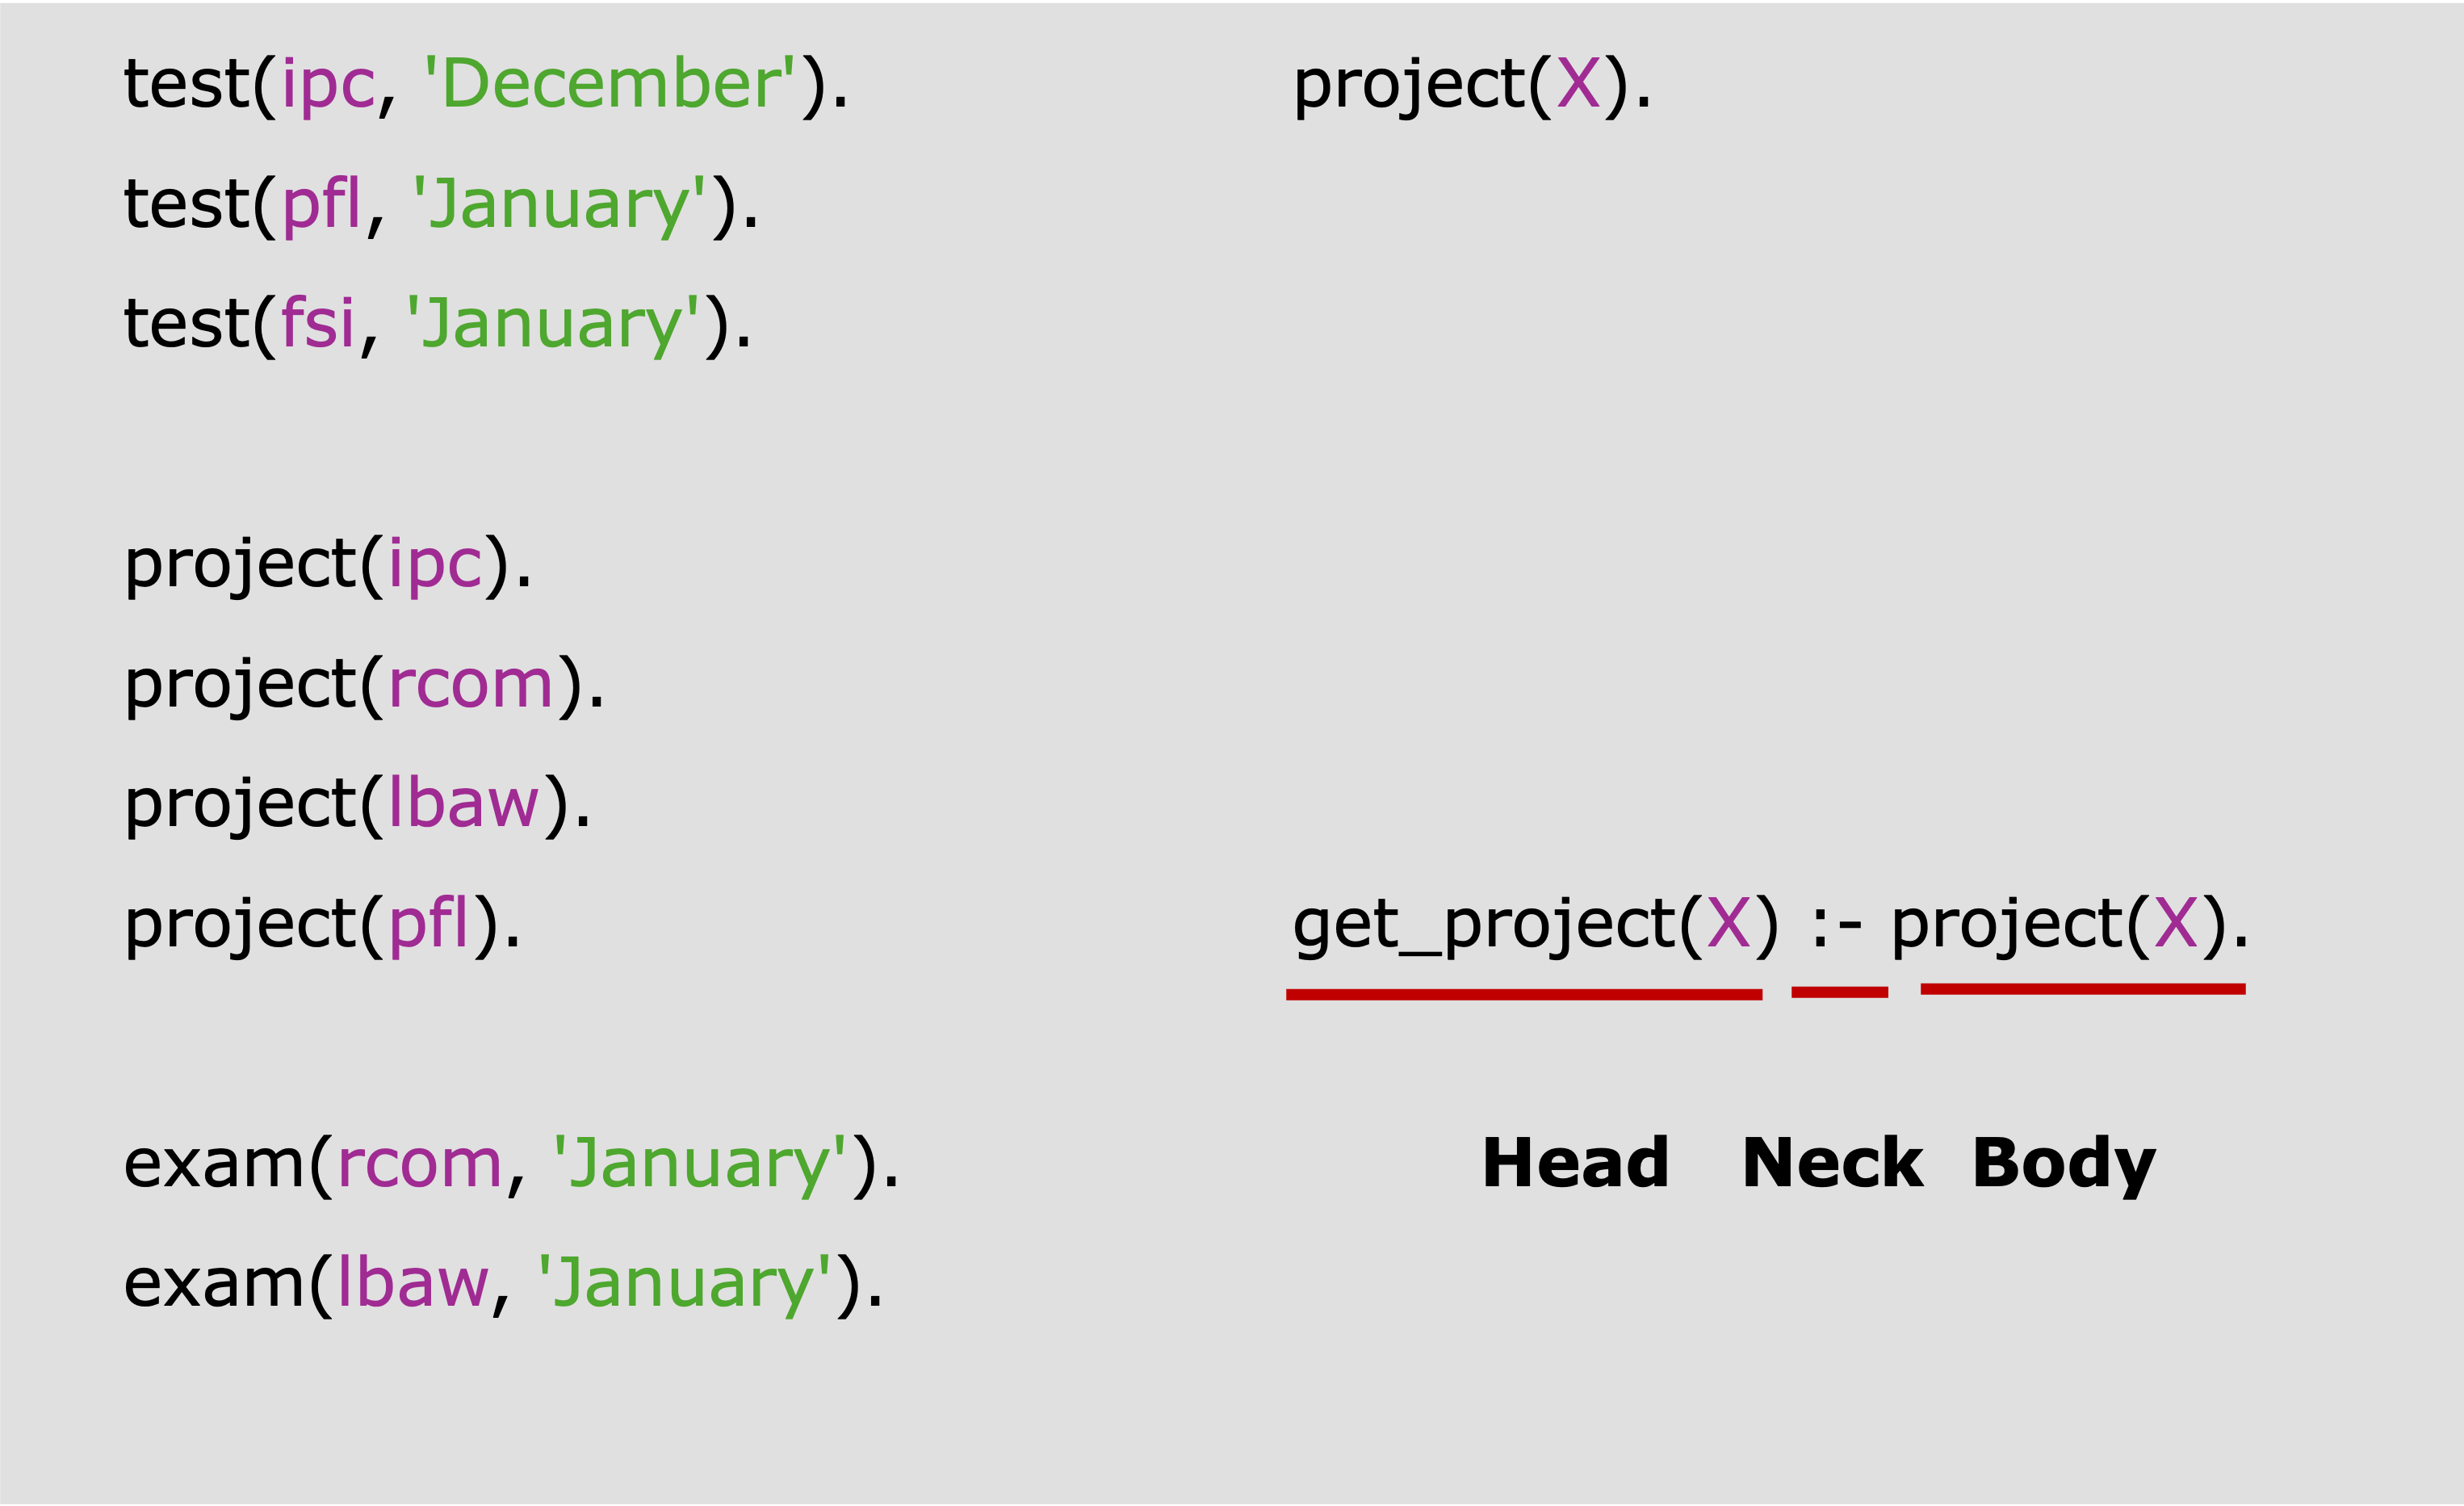 test(ipc, 'December').
test(pfl, 'January').
test(fsi, 'January').
project(ipc).
project(rcom).
project(lbaw).
project(pfl).
exam(rcom, 'January').
exam(lbaw, 'January').
project(X).
get_project(X) :- project(X).
Head Neck Body